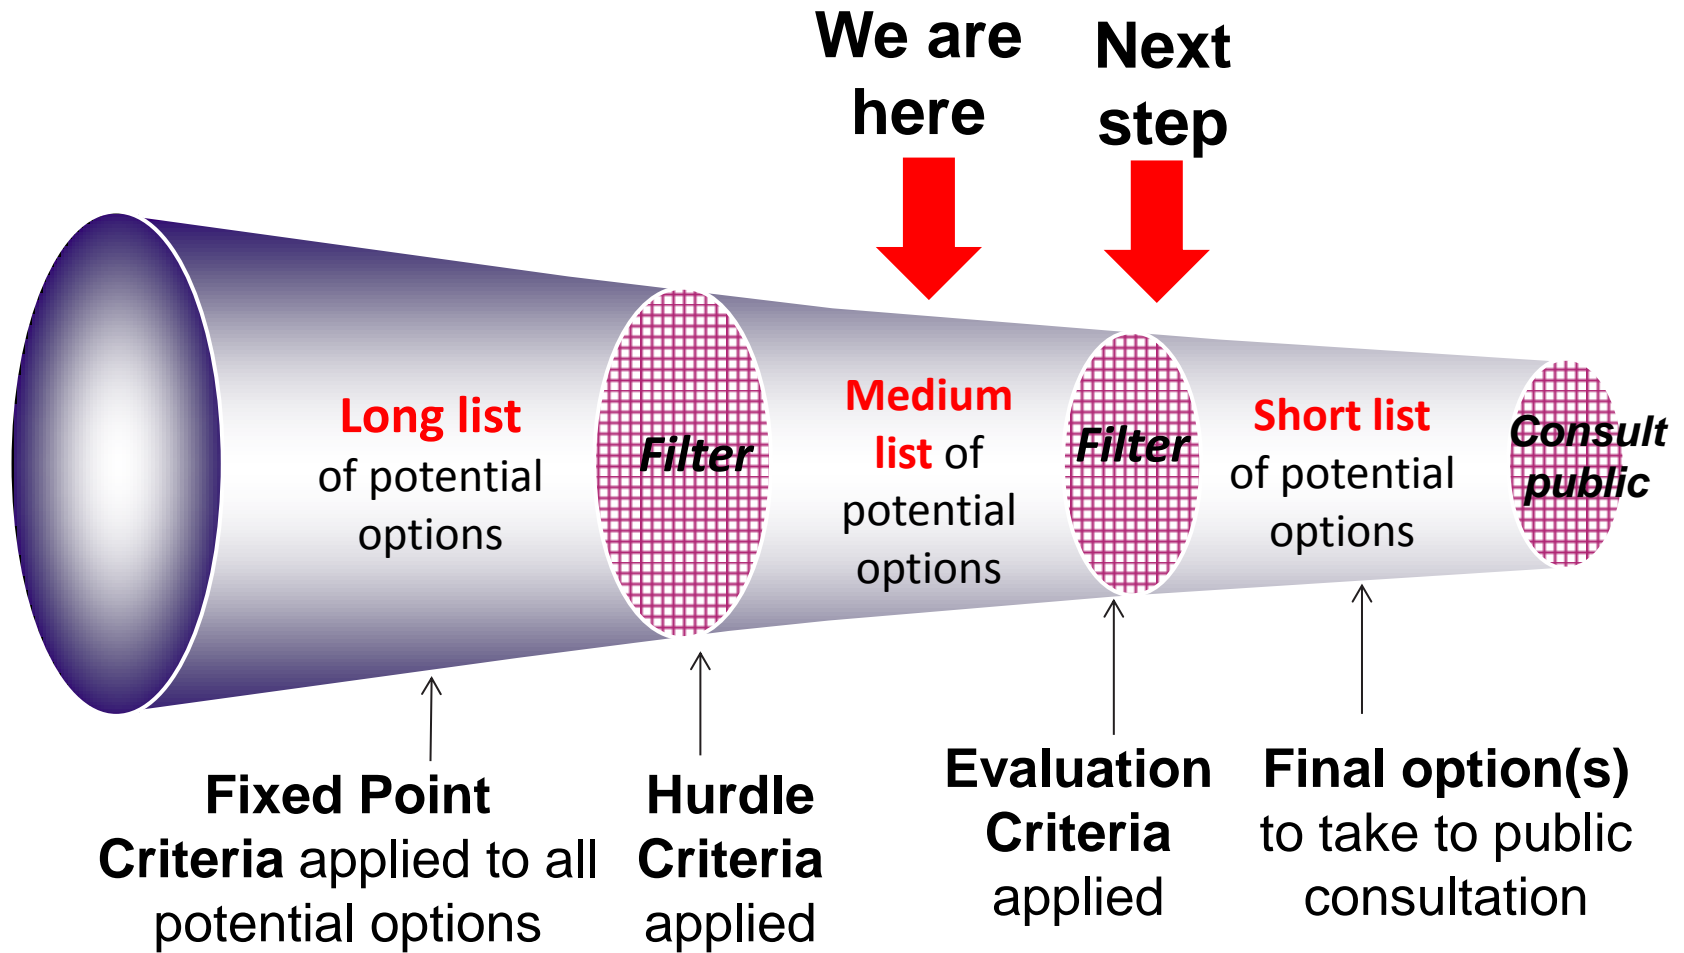 We are
here
Next
step
Long list
of potential
options
Filter
Medium
list of
potential
options
Filter
Short list
of potential
options
Consult
public
Fixed Point
Criteria applied to all
potential options
Hurdle
Criteria
applied
Evaluation
Criteria
applied
Final option(s)
to take to public
consultation